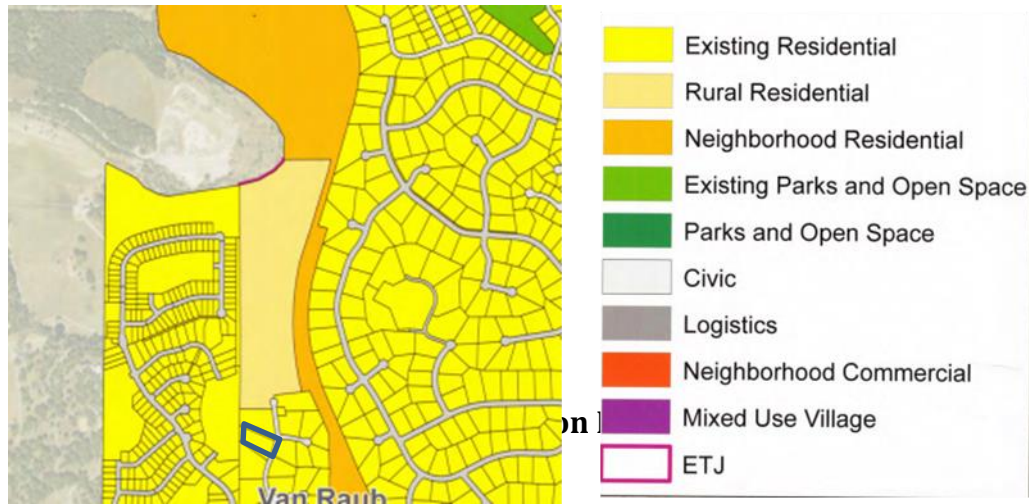 Existing Residential
Rural Residential
Neighborhood Residential
Existing Parks and Open Space
Parks and Open Space
Civic
Logistics
Neighborhood Commercial
Mixed Use Village
ETJ
on
Van Raub